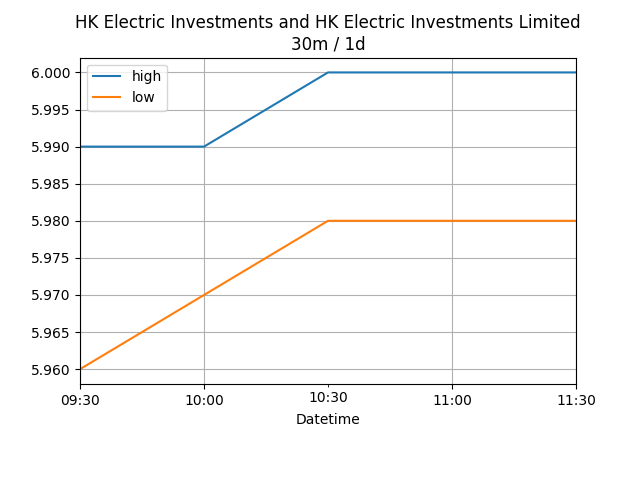 HK Electric Investments and HK Electric Investments Limited
30m / 1d
high
low
6.000
5.995
5.990
5.985
5.980
5.975
5.970
5.965
5.960
09:30 10:00 10:30 11:00 11:30
Datetime